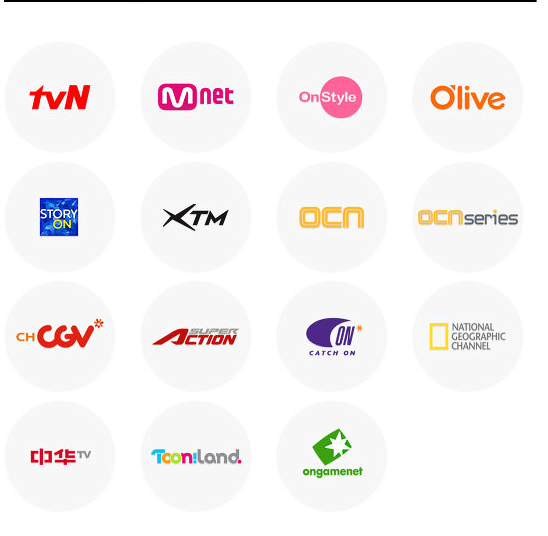 tvN
Mnet
OnStyle
O'live
STORY
ON
XTM
OCN
OCNseries
CH CGV*
SUPER
ACTION
ON*
CATCH ON
NATIONAL
GEOGRAPHIC
CHANNEL
中华TV
Tooniland.
ongamenet